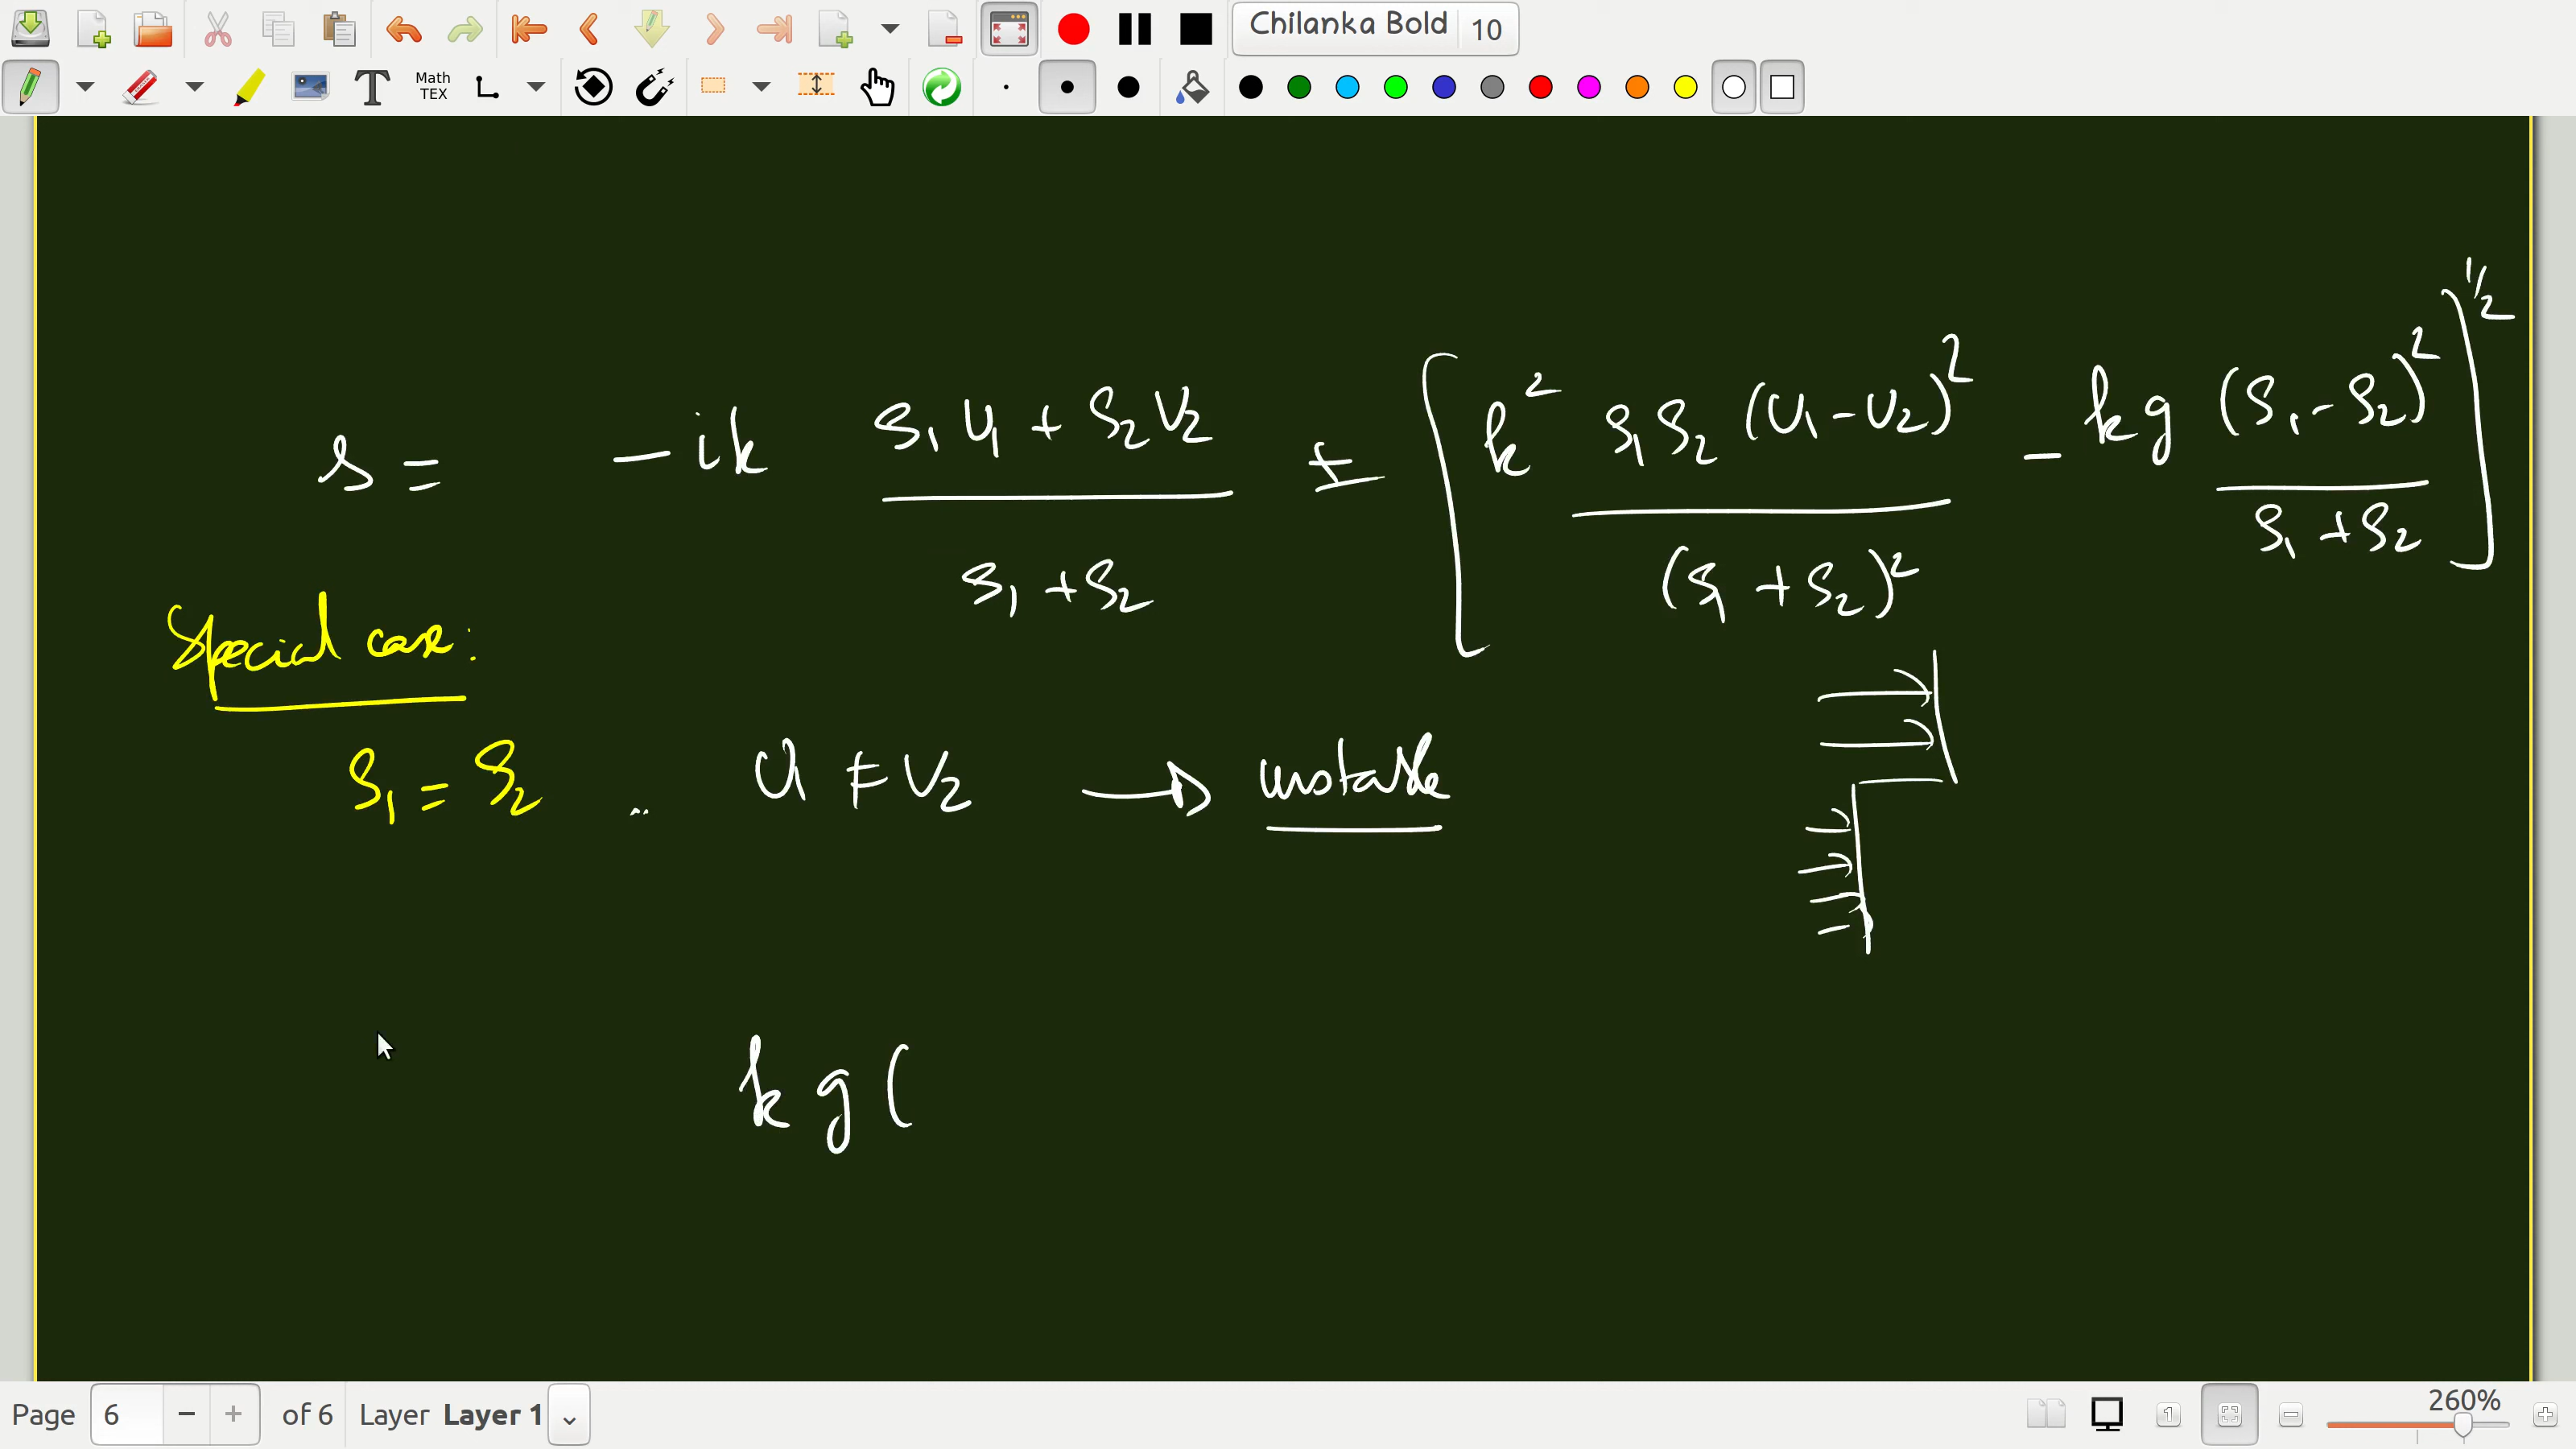 Chilanka Bold 10
Math
TEX
s = - ik (ρ₁U₁ + ρ₂U₂)/(ρ₁ + ρ₂) ± [k² ρ₁ρ₂(U₁ - U₂)²/(ρ₁ + ρ₂)² - kg (ρ₁ - ρ₂)²/(ρ₁ + ρ₂)]^1/2
Special case:
ρ₁ = ρ₂ .. U₁ ≠ U₂ → unstable
kg(
Page 6 of 6 Layer Layer 1 260%